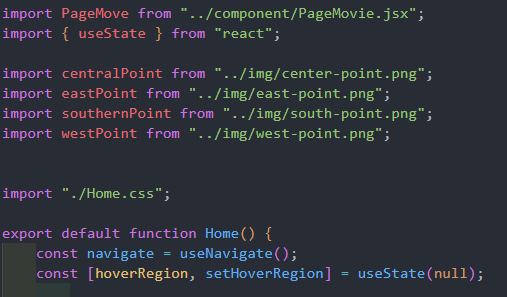 import PageMove from "../component/PageMovie.jsx";
import { useState } from "react";
import centralPoint from "../img/center-point.png";
import eastPoint from "../img/east-point.png";
import southernPoint from "../img/south-point.png";
import westPoint from "../img/west-point.png";
import "./Home.css";
export default function Home() {
const navigate = useNavigate();
const [hoverRegion, setHoverRegion] = useState(null);